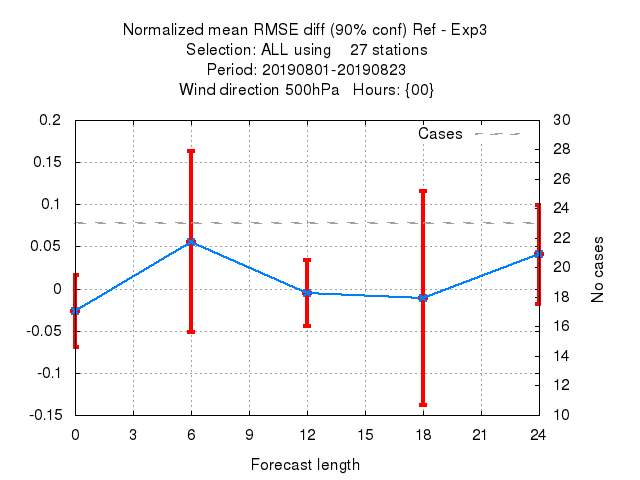 Normalized mean RMSE diff (90% conf) Ref - Exp3
Selection: ALL using    27 stations
Period: 20190801-20190823
Wind direction 500hPa   Hours: {00}
Cases
0.2
0.15
0.1
0.05
0
-0.05
-0.1
-0.15
30
28
26
24
22
20
18
16
14
12
10
No cases
0 3 6 9 12 15 18 21 24
Forecast length